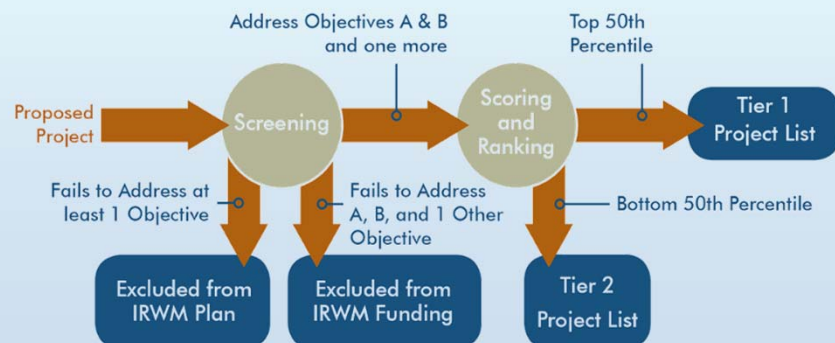 Address Objectives A & B
and one more
Top 50th
Percentile
Proposed
Project
Screening
Scoring
and
Ranking
Tier 1
Project List
Fails to Address at
least 1 Objective
Fails to Address
A, B, and 1 Other
Objective
Bottom 50th Percentile
Excluded from
IRWM Plan
Excluded from
IRWM Funding
Tier 2
Project List